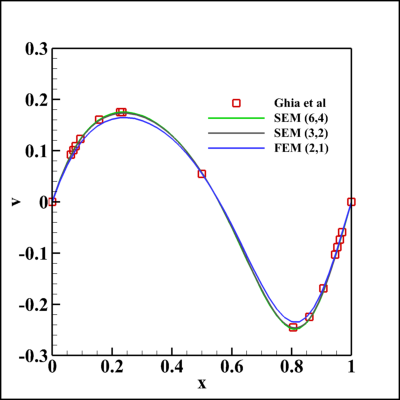 0.3
0.2
0.1
0
-0.1
-0.2
-0.3
v
Ghia et al
SEM (6,4)
SEM (3,2)
FEM (2,1)
0 0.2 0.4 0.6 0.8 1
x